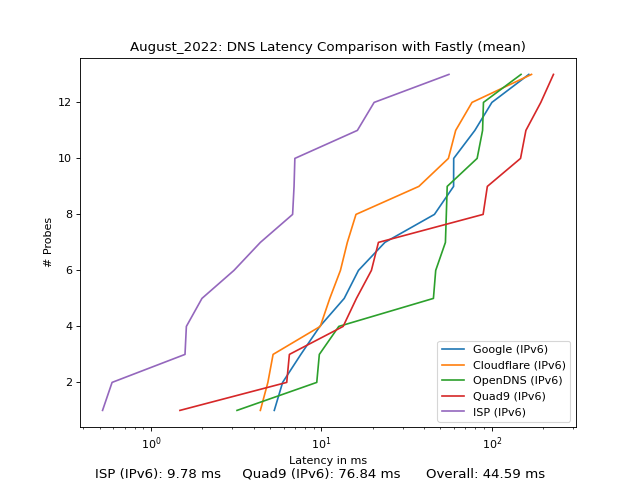 August_2022: DNS Latency Comparison with Fastly (mean)
12
10
8
6
4
2
# Probes
Google (IPv6)
Cloudflare (IPv6)
OpenDNS (IPv6)
Quad9 (IPv6)
ISP (IPv6)
10⁰ 10¹ 10²
Latency in ms
ISP (IPv6): 9.78 ms Quad9 (IPv6): 76.84 ms Overall: 44.59 ms